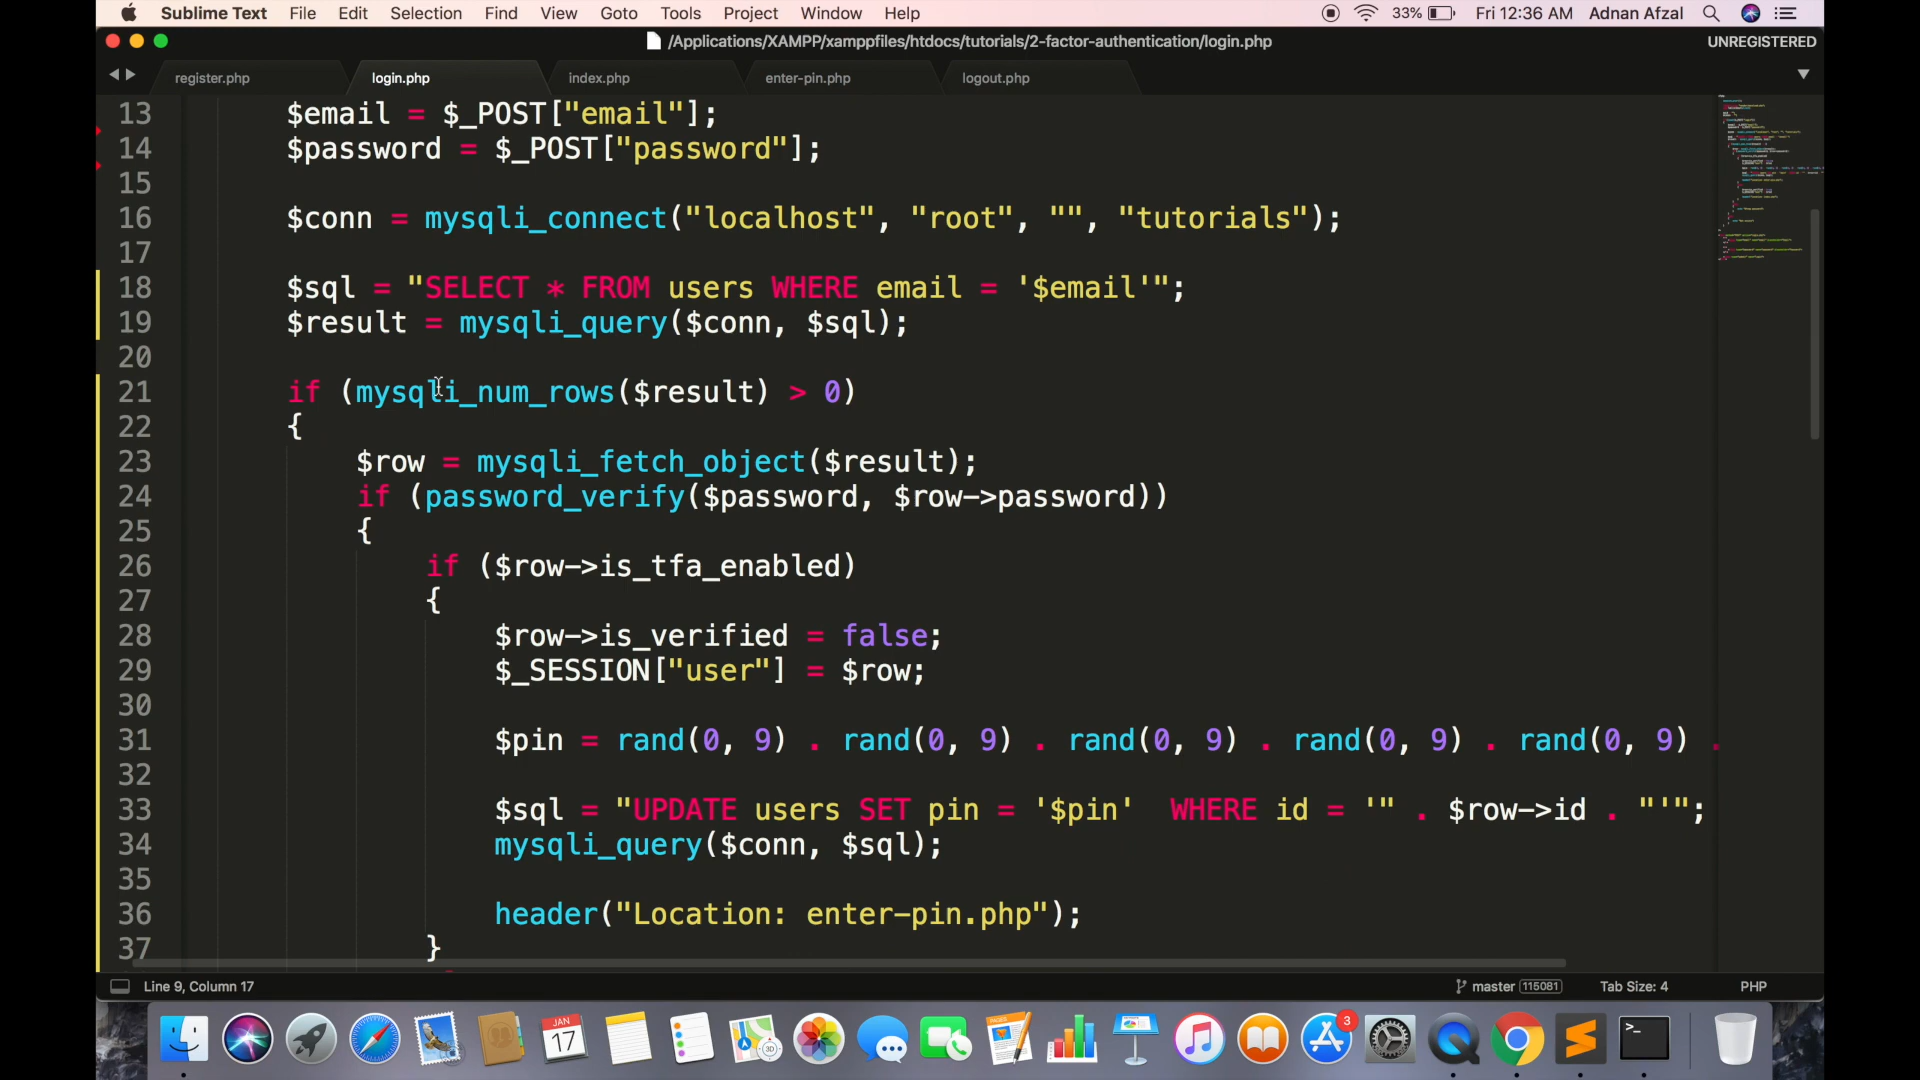 Sublime Text File Edit Selection Find View Goto Tools Project Window Help 33% Fri 12:36 AM Adnan Afzal
/Applications/XAMPP/xamppfiles/htdocs/tutorials/2-factor-authentication/login.php UNREGISTERED
register.php login.php index.php enter-pin.php logout.php
13 $email = $_POST["email"];
14 $password = $_POST["password"];
15
16 $conn = mysqli_connect("localhost", "root", "", "tutorials");
17
18 $sql = "SELECT * FROM users WHERE email = '$email'";
19 $result = mysqli_query($conn, $sql);
20
21 if (mysqli_num_rows($result) > 0)
22 {
23 $row = mysqli_fetch_object($result);
24 if (password_verify($password, $row->password))
25 {
26 if ($row->is_tfa_enabled)
27 {
28 $row->is_verified = false;
29 $_SESSION["user"] = $row;
30
31 $pin = rand(0, 9) . rand(0, 9) . rand(0, 9) . rand(0, 9) . rand(0, 9) .
32
33 $sql = "UPDATE users SET pin = '$pin'  WHERE id = '" . $row->id . "'";
34 mysqli_query($conn, $sql);
35
36 header("Location: enter-pin.php");
37 }
Line 9, Column 17 master 115081 Tab Size: 4 PHP
JAN
17
3